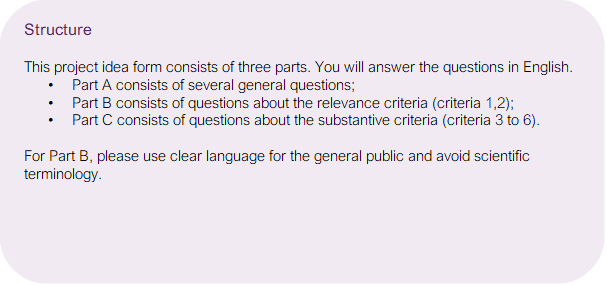 Structure
This project idea form consists of three parts. You will answer the questions in English.
• Part A consists of several general questions;
• Part B consists of questions about the relevance criteria (criteria 1,2);
• Part C consists of questions about the substantive criteria (criteria 3 to 6).
For Part B, please use clear language for the general public and avoid scientific
terminology.